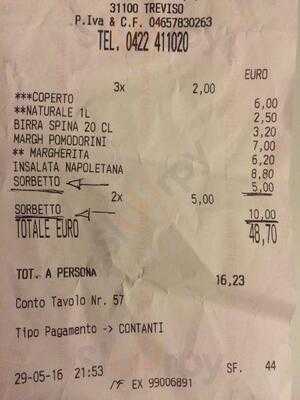 31100 TREVISO
P.Iva & C.F. 04657830263
TEL. 0422 411020
EURO
3x 2,00
***COPERTO 6,00
**NATURALE 1L 2,50
BIRRA SPINA 20 CL 3,20
MARGH POMODORINI 7,00
** MARGHERITA 6,20
INSALATA NAPOLETANA 8,80
SORBETTO 5,00
2x 5,00
SORBETTO 10,00
TOTALE EURO 48,70
TOT. A PERSONA 16,23
Conto Tavolo Nr. 57
Tipo Pagamento -> CONTANTI
29-05-16 21:53 SF. 44
MF EX 99006891